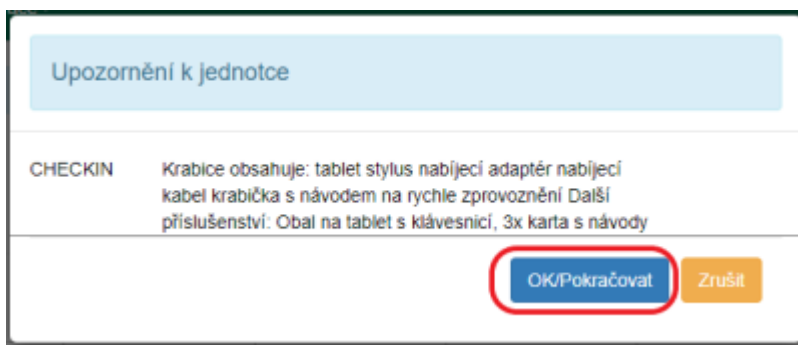 Upozornění k jednotce
CHECKIN Krabice obsahuje: tablet stylus nabíjecí adaptér nabíjecí
kabel krabička s návodem na rychle zprovoznění Další
příslušenství: Obal na tablet s klávesnicí, 3x karta s návody
OK/Pokračovat Zrušit